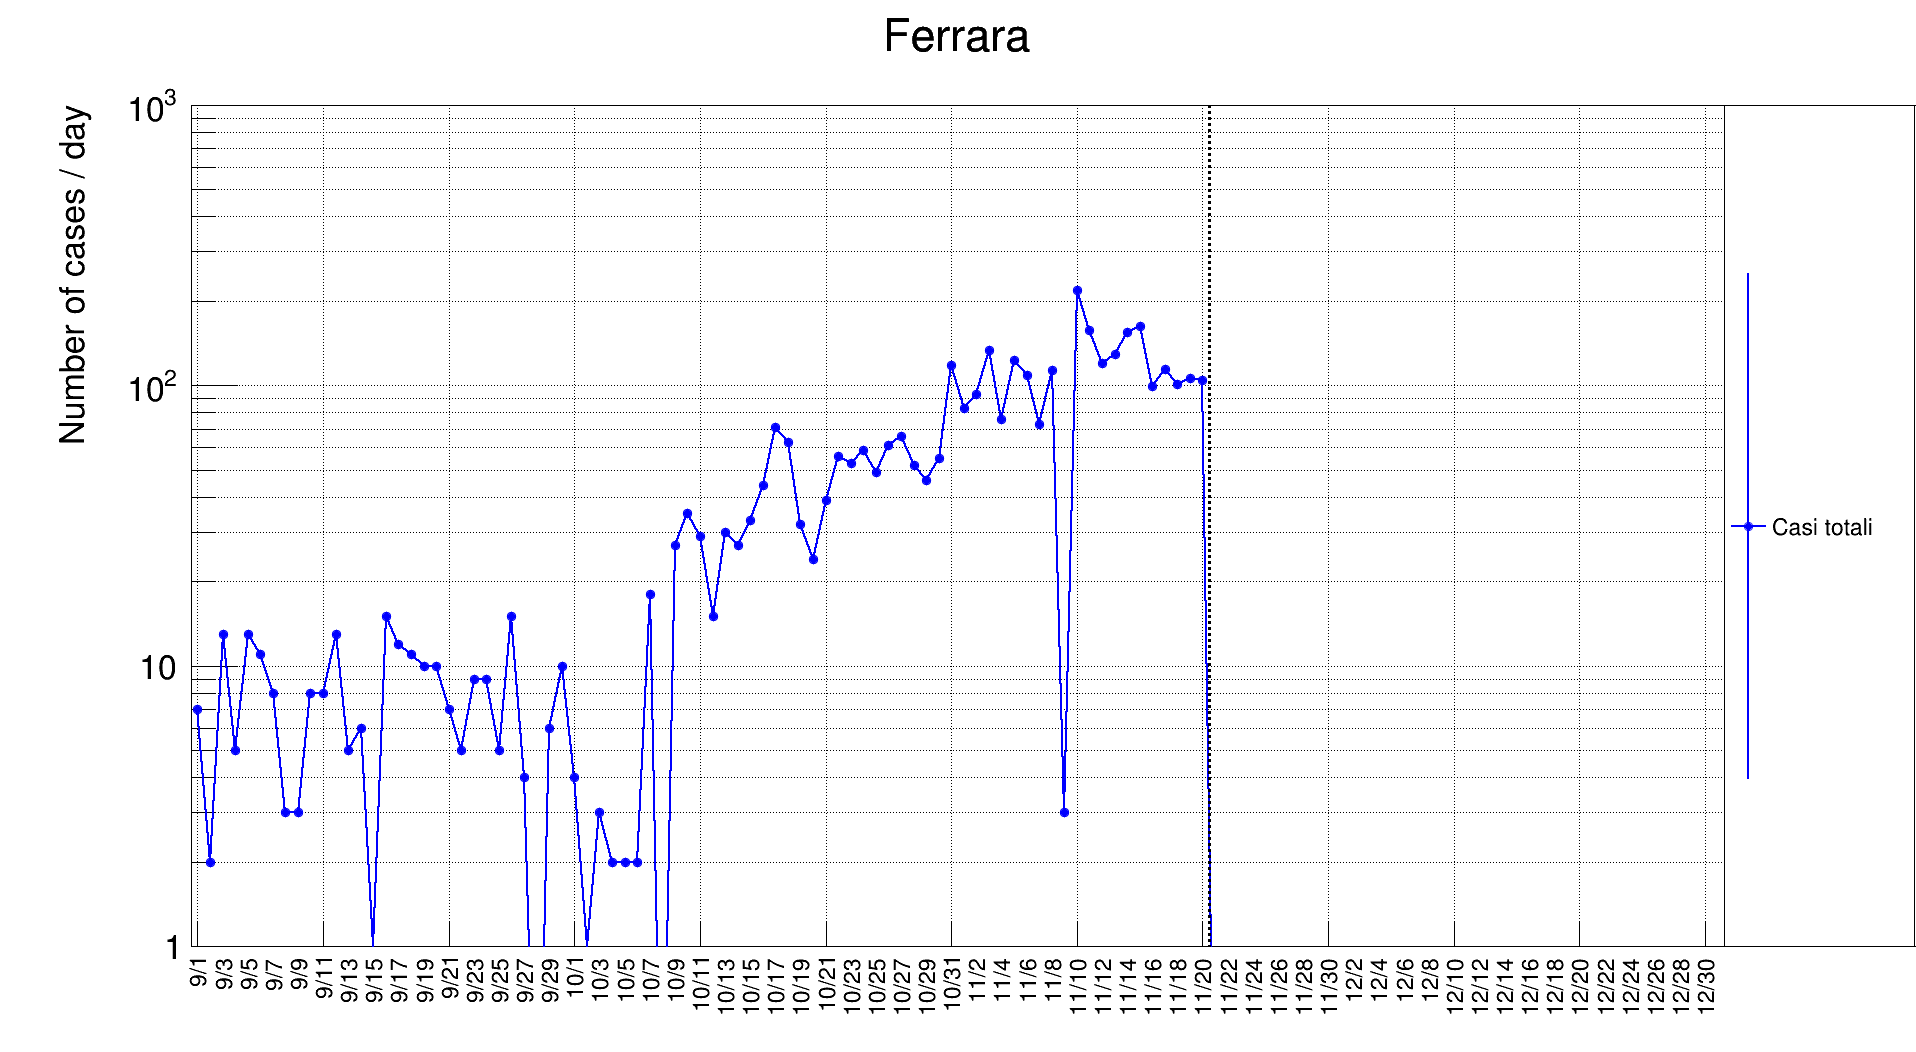 Ferrara
Number of cases / day
10³
10²
10
1
9/1 9/3 9/5 9/7 9/9 9/11 9/13 9/15 9/17 9/19 9/21 9/23 9/25 9/27 9/29 10/1 10/3 10/5 10/7 10/9 10/11 10/13 10/15 10/17 10/19 10/21 10/23 10/25 10/27 10/29 10/31 11/2 11/4 11/6 11/8 11/10 11/12 11/14 11/16 11/18 11/20 11/22 11/24 11/26 11/28 11/30 12/2 12/4 12/6 12/8 12/10 12/12 12/14 12/16 12/18 12/20 12/22 12/24 12/26 12/28 12/30
Casi totali